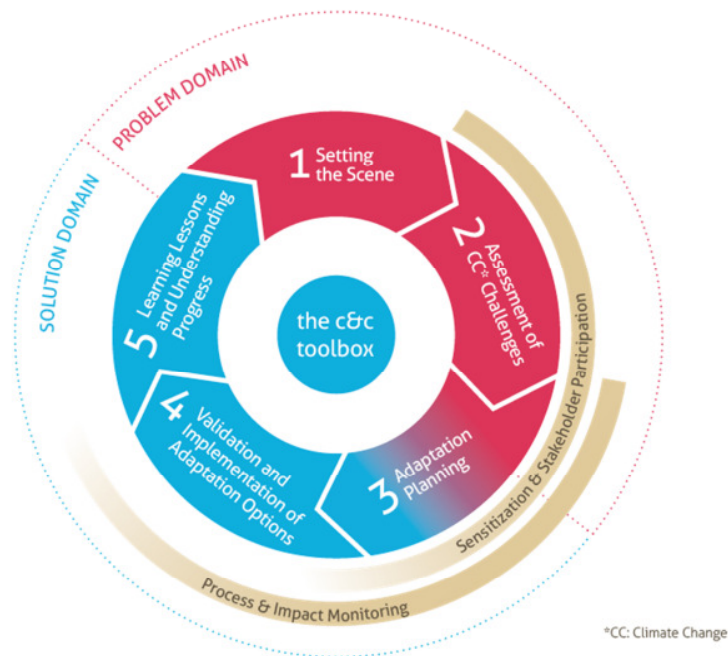 PROBLEM DOMAIN
SOLUTION DOMAIN
1 Setting
the Scene
2 Assessment of
CC* Challenges
3 Adaptation
Planning
4 Validation and
Implementation of
Adaptation Options
5 Learning Lessons
and Understanding
Progress
the c&c
toolbox
Sensitization & Stakeholder Participation
Process & Impact Monitoring
*CC: Climate Change